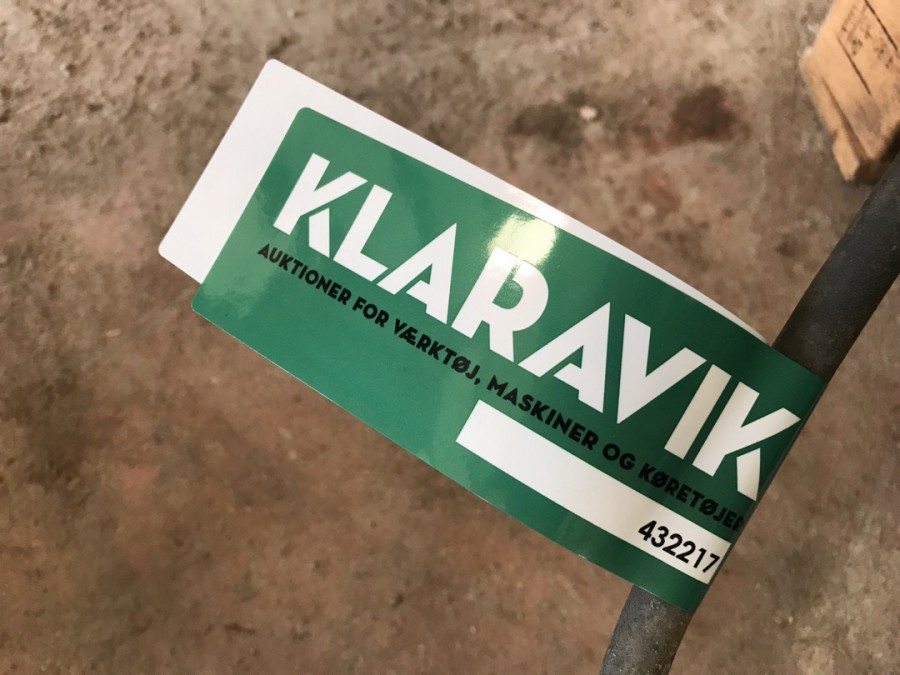 KLARAVIK
AUKTIONER FOR VÆRKTØJ, MASKINER OG KØRETØJER
432217